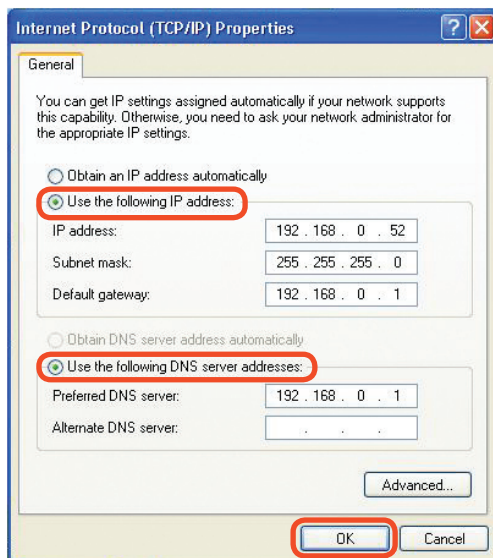 Internet Protocol (TCP/IP) Properties
General
You can get IP settings assigned automatically if your network supports
this capability. Otherwise, you need to ask your network administrator for
the appropriate IP settings.
Obtain an IP address automatically
Use the following IP address:
IP address: 192 . 168 . 0 . 52
Subnet mask: 255 . 255 . 255 . 0
Default gateway: 192 . 168 . 0 . 1
Obtain DNS server address automatically
Use the following DNS server addresses:
Preferred DNS server: 192 . 168 . 0 . 1
Alternate DNS server: . . .
Advanced...
OK Cancel